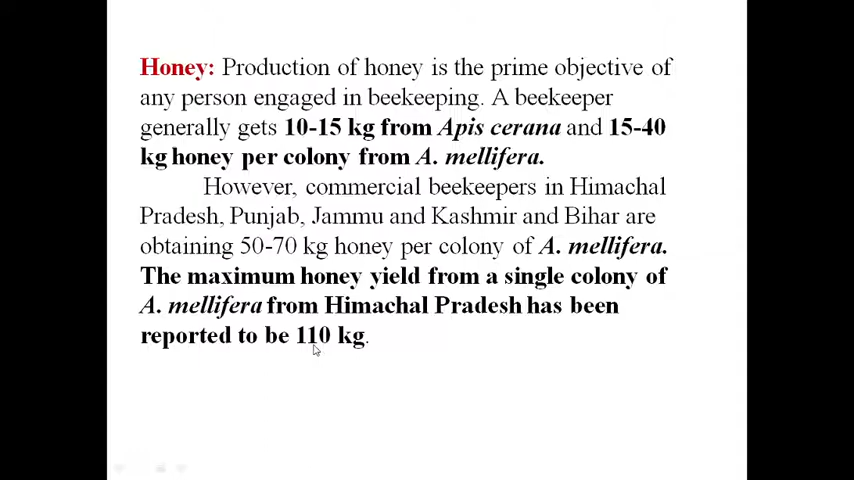 Honey: Production of honey is the prime objective of
any person engaged in beekeeping. A beekeeper
generally gets 10-15 kg from Apis cerana and 15-40
kg honey per colony from A. mellifera.
However, commercial beekeepers in Himachal
Pradesh, Punjab, Jammu and Kashmir and Bihar are
obtaining 50-70 kg honey per colony of A. mellifera.
The maximum honey yield from a single colony of
A. mellifera from Himachal Pradesh has been
reported to be 110 kg.